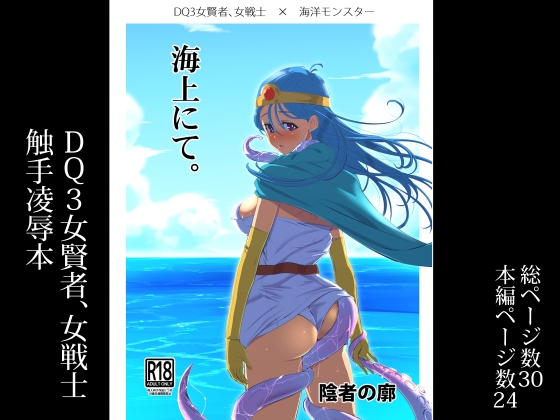 DQ3女賢者、女戦士　×　海洋モンスター
海上にて。
DQ3女賢者、女戦士
触手凌辱本
総ページ数30
本編ページ数24
R18
ADULT ONLY
陰者の廓